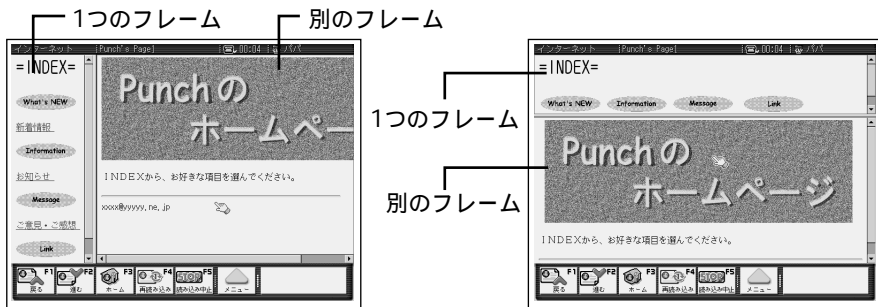 1つのフレーム
別のフレーム
インターネット [Punch's Page] 00:04 パパ
=INDEX=
What's NEW
新着情報
Information
お知らせ
Message
ご意見・ご感想
Link
Punchの
ホームペー
INDEXから、お好きな項目を選んでください。
xxxx@yyyyy.ne.jp
F1 戻る
F2 進む
F3 ホーム
F4 再読み込み
STOP F5 読み込み中止
メニュー
1つのフレーム
別のフレーム
インターネット [Punch's Page] 00:04 パパ
=INDEX=
What's NEW Information Message Link
Punchの
ホームページ
INDEXから、お好きな項目を選んでください。
F1 戻る
F2 進む
F3 ホーム
F4 再読み込み
STOP F5 読み込み中止
メニュー